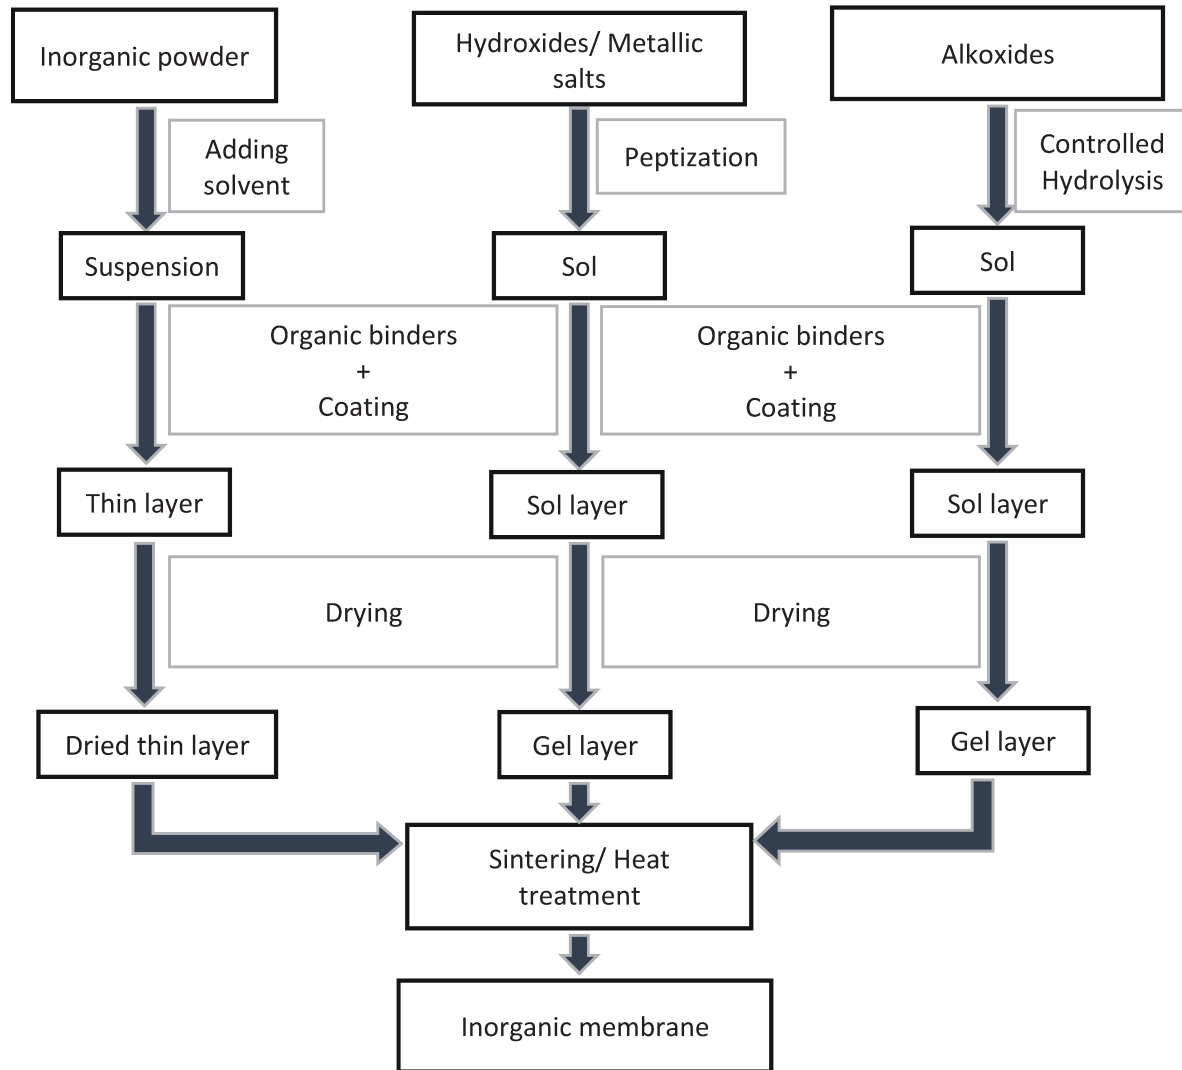 Inorganic powder
Hydroxides/ Metallic
salts
Alkoxides
Adding
solvent
Peptization
Controlled
Hydrolysis
Suspension
Sol
Sol
Organic binders
+
Coating
Organic binders
+
Coating
Thin layer
Sol layer
Sol layer
Drying
Drying
Dried thin layer
Gel layer
Gel layer
Sintering/ Heat
treatment
Inorganic membrane